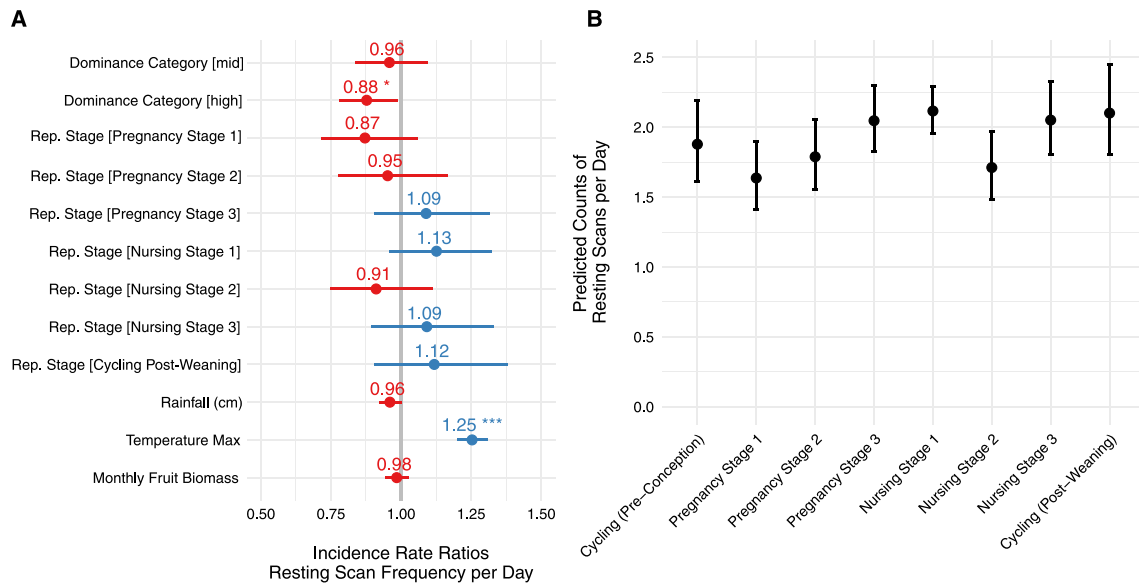 A
Dominance Category [mid]
Dominance Category [high]
Rep. Stage [Pregnancy Stage 1]
Rep. Stage [Pregnancy Stage 2]
Rep. Stage [Pregnancy Stage 3]
Rep. Stage [Nursing Stage 1]
Rep. Stage [Nursing Stage 2]
Rep. Stage [Nursing Stage 3]
Rep. Stage [Cycling Post-Weaning]
Rainfall (cm)
Temperature Max
Monthly Fruit Biomass
0.96
0.88 *
0.87
0.95
1.09
1.13
0.91
1.09
1.12
0.96
1.25 ***
0.98
0.50 0.75 1.00 1.25 1.50
Incidence Rate Ratios
Resting Scan Frequency per Day
B
Predicted Counts of
Resting Scans per Day
2.5
2.0
1.5
1.0
0.5
0.0
Cycling (Pre−Conception)
Pregnancy Stage 1
Pregnancy Stage 2
Pregnancy Stage 3
Nursing Stage 1
Nursing Stage 2
Nursing Stage 3
Cycling (Post−Weaning)